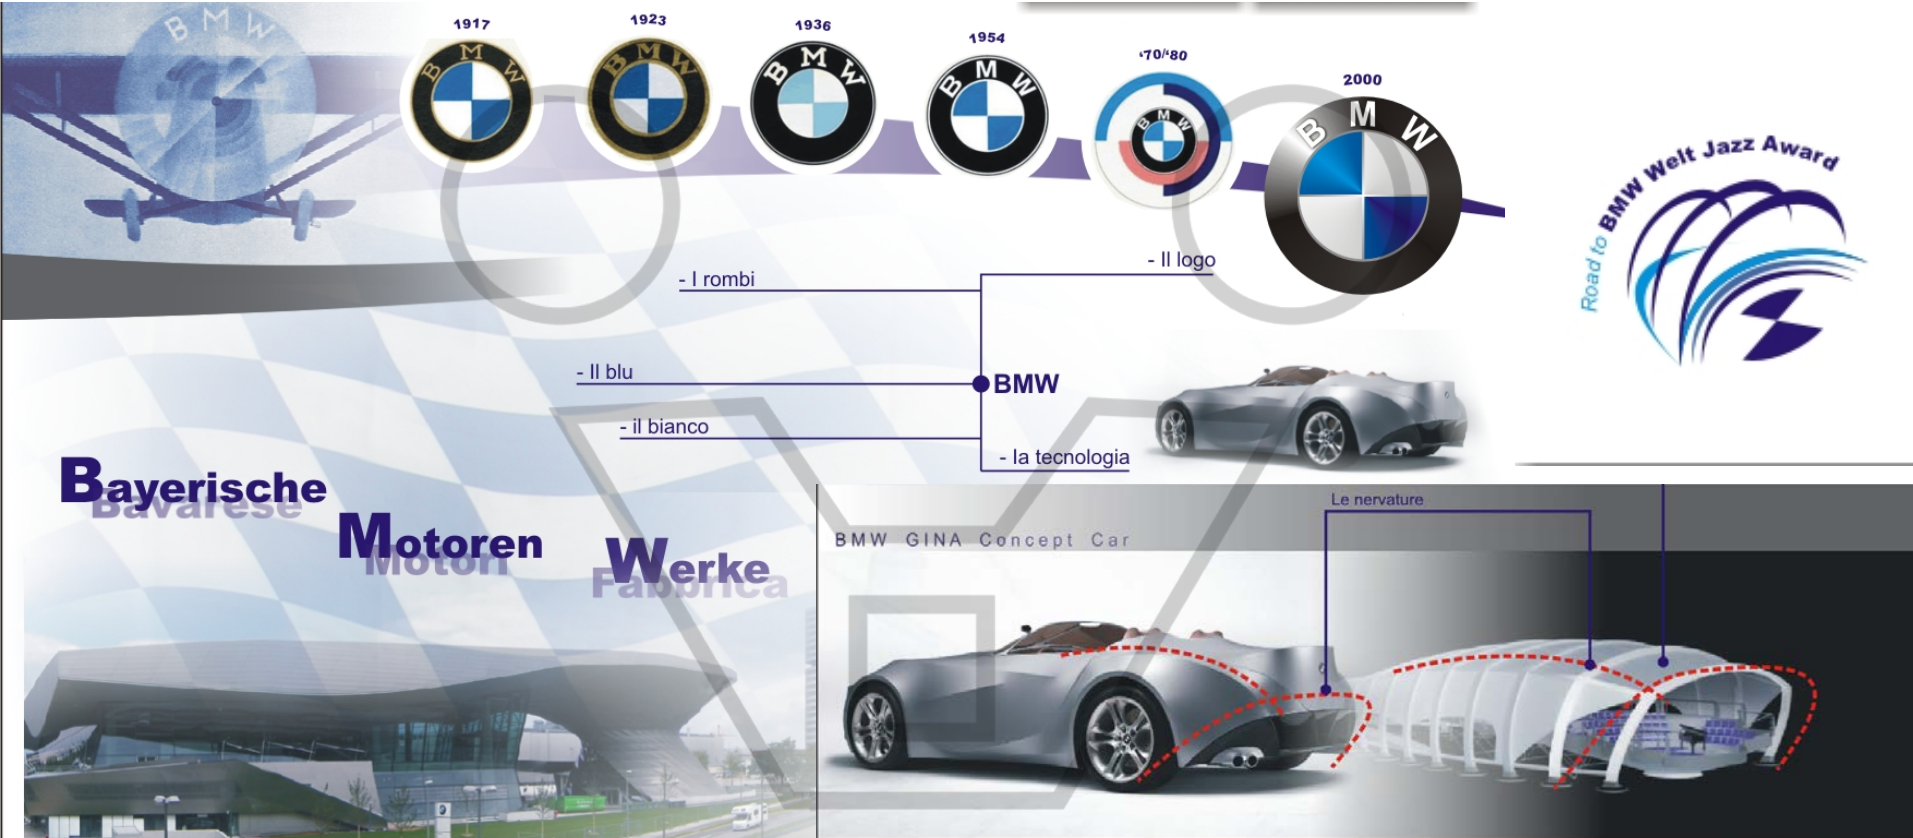 BMW
1917
BMW
1923
BMW
1936
BMW
1954
BMW
'70/'80
BMW
2000
BMW
Road to BMW Welt Jazz Award
- Il logo
- I rombi
- Il blu
BMW
- il bianco
- la tecnologia
Bayerische
Bavarese
Motoren
Motori
Werke
Fabbrica
Le nervature
BMW GINA Concept Car